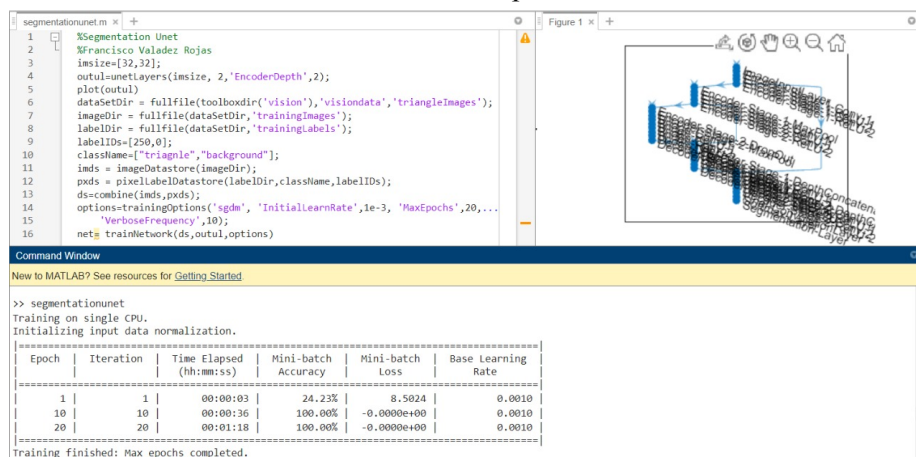 segmentationunet.m × +
1 %Segmentation Unet
2 %Francisco Valadez Rojas
3 imsize=[32,32];
4 outul=unetLayers(imsize, 2,'EncoderDepth',2);
5 plot(outul)
6 dataSetDir = fullfile(toolboxdir('vision'),'visiondata','triangleImages');
7 imageDir = fullfile(dataSetDir,'trainingImages');
8 labelDir = fullfile(dataSetDir,'trainingLabels');
9 labelIDs=[250,0];
10 className=["triagnle","background"];
11 imds = imageDatastore(imageDir);
12 pxds = pixelLabelDatastore(labelDir,className,labelIDs);
13 ds=combine(imds,pxds);
14 options=trainingOptions('sgdm', 'InitialLearnRate',1e-3, 'MaxEpochs',20,...
15 'VerboseFrequency',10);
16 net= trainNetwork(ds,outul,options)
Figure 1 × +
Command Window
New to MATLAB? See resources for Getting Started.
>> segmentationunet
Training on single CPU.
Initializing input data normalization.
|======================================================================================|
| Epoch | Iteration | Time Elapsed | Mini-batch | Mini-batch | Base Learning |
| | | (hh:mm:ss) | Accuracy | Loss | Rate |
|======================================================================================|
| 1 | 1 | 00:00:03 | 24.23% | 8.5024 | 0.0010 |
| 10 | 10 | 00:00:36 | 100.00% | -0.0000e+00 | 0.0010 |
| 20 | 20 | 00:01:18 | 100.00% | -0.0000e+00 | 0.0010 |
|======================================================================================|
Training finished: Max epochs completed.